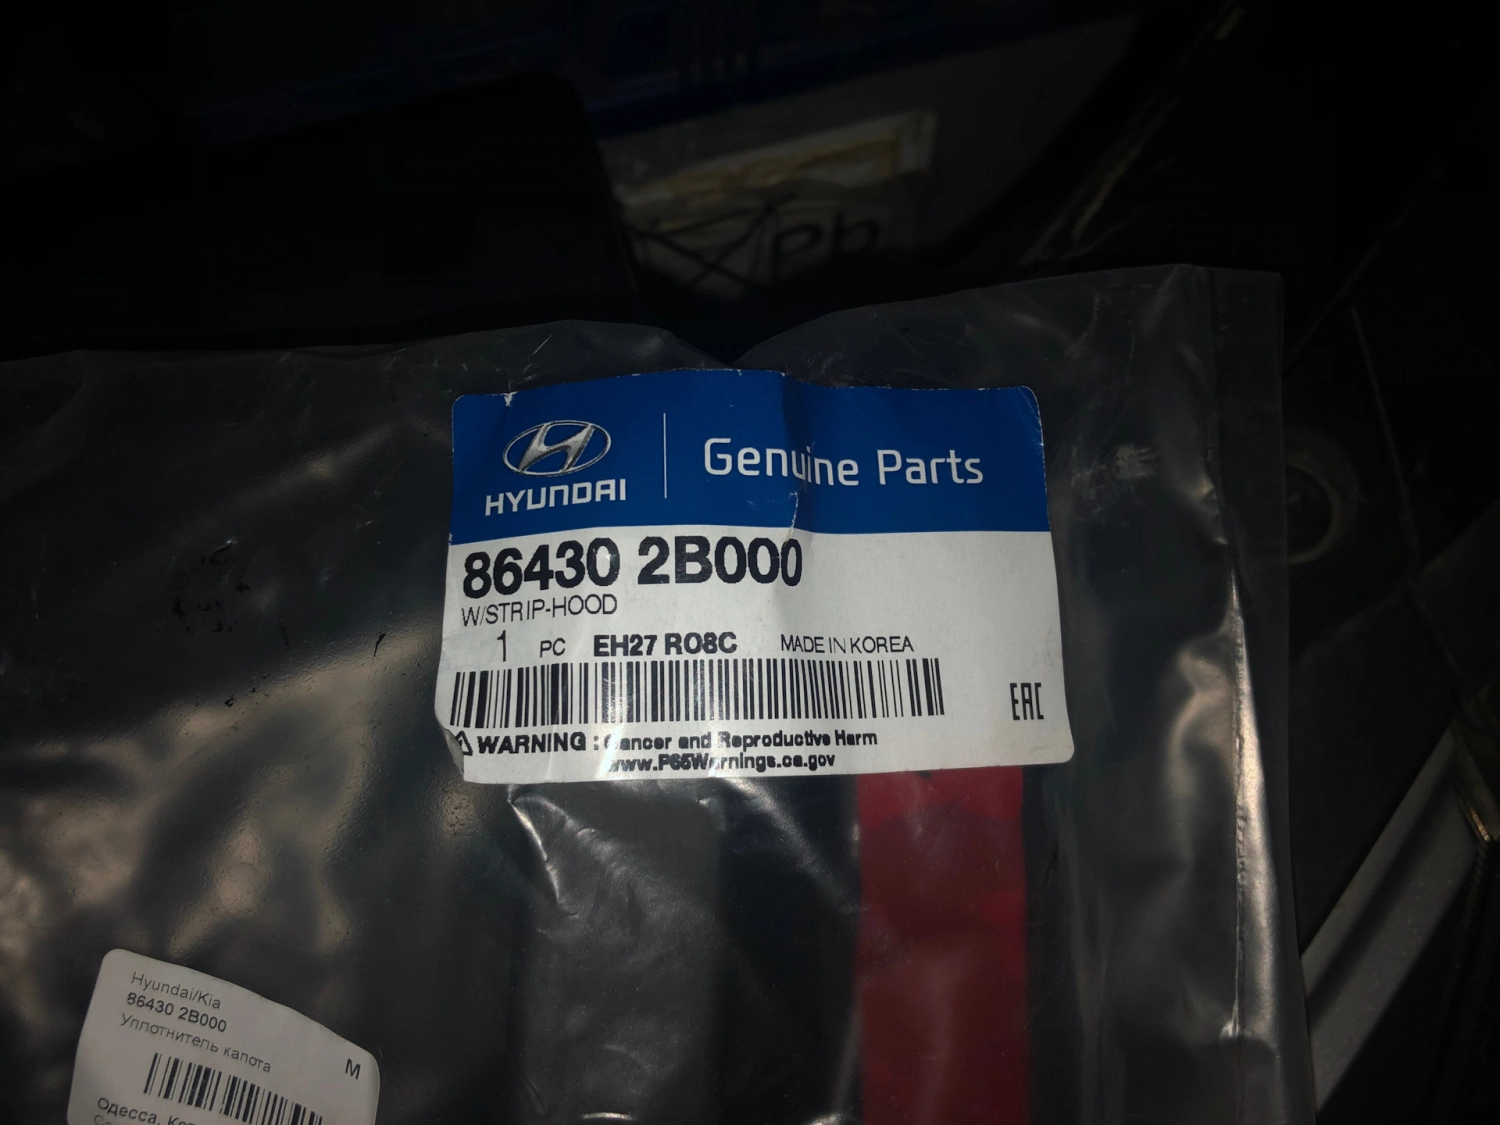 HYUNDAI
Genuine Parts
86430 2B000
W/STRIP-HOOD
1 PC EH27 RO8C MADE IN KOREA
EAC
WARNING : Cancer and Reproductive Harm
www.P65Warnings.ca.gov
Hyundai/Kia
86430 2B000
Уплотнитель капота
M
Одесса,